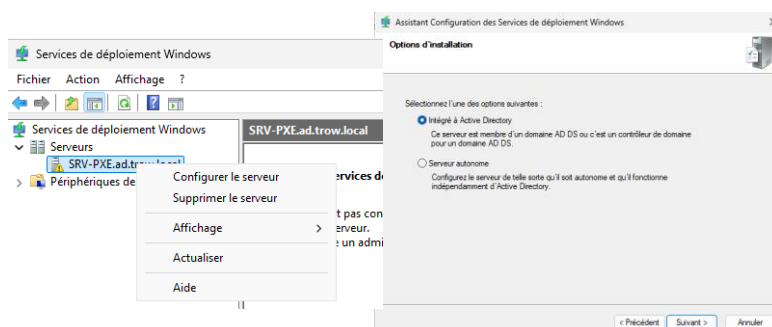 Services de déploiement Windows
Fichier Action Affichage ?
Services de déploiement Windows
Serveurs
SRV-PXE.ad.trow.local
Périphériques de
SRV-PXE.ad.trow.local
ervices d
t pas con
erveur.
e un admi
Configurer le serveur
Supprimer le serveur
Affichage
Actualiser
Aide
Assistant Configuration des Services de déploiement Windows
Options d'installation
Sélectionnez l'une des options suivantes :
Intégré à Active Directory
Ce serveur est membre d'un domaine AD DS ou c'est un contrôleur de domaine
pour un domaine AD DS.
Serveur autonome
Configurez le serveur de telle sorte qu'il soit autonome et qu'il fonctionne
indépendamment d'Active Directory.
< Précédent Suivant > Annuler